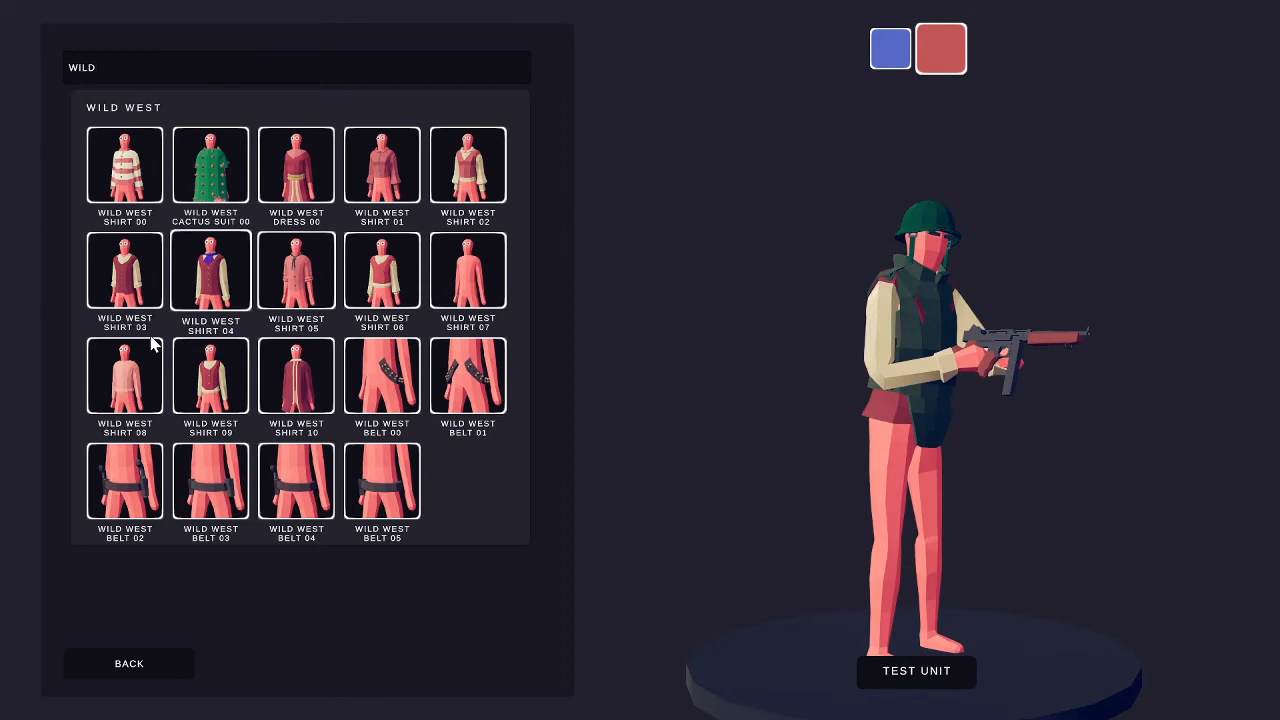 WILD
WILD WEST
WILD WEST
SHIRT 00
WILD WEST
CACTUS SUIT 00
WILD WEST
DRESS 00
WILD WEST
SHIRT 01
WILD WEST
SHIRT 02
WILD WEST
SHIRT 03
WILD WEST
SHIRT 04
WILD WEST
SHIRT 05
WILD WEST
SHIRT 06
WILD WEST
SHIRT 07
WILD WEST
SHIRT 08
WILD WEST
SHIRT 09
WILD WEST
SHIRT 10
WILD WEST
BELT 00
WILD WEST
BELT 01
WILD WEST
BELT 02
WILD WEST
BELT 03
WILD WEST
BELT 04
WILD WEST
BELT 05
BACK
TEST UNIT